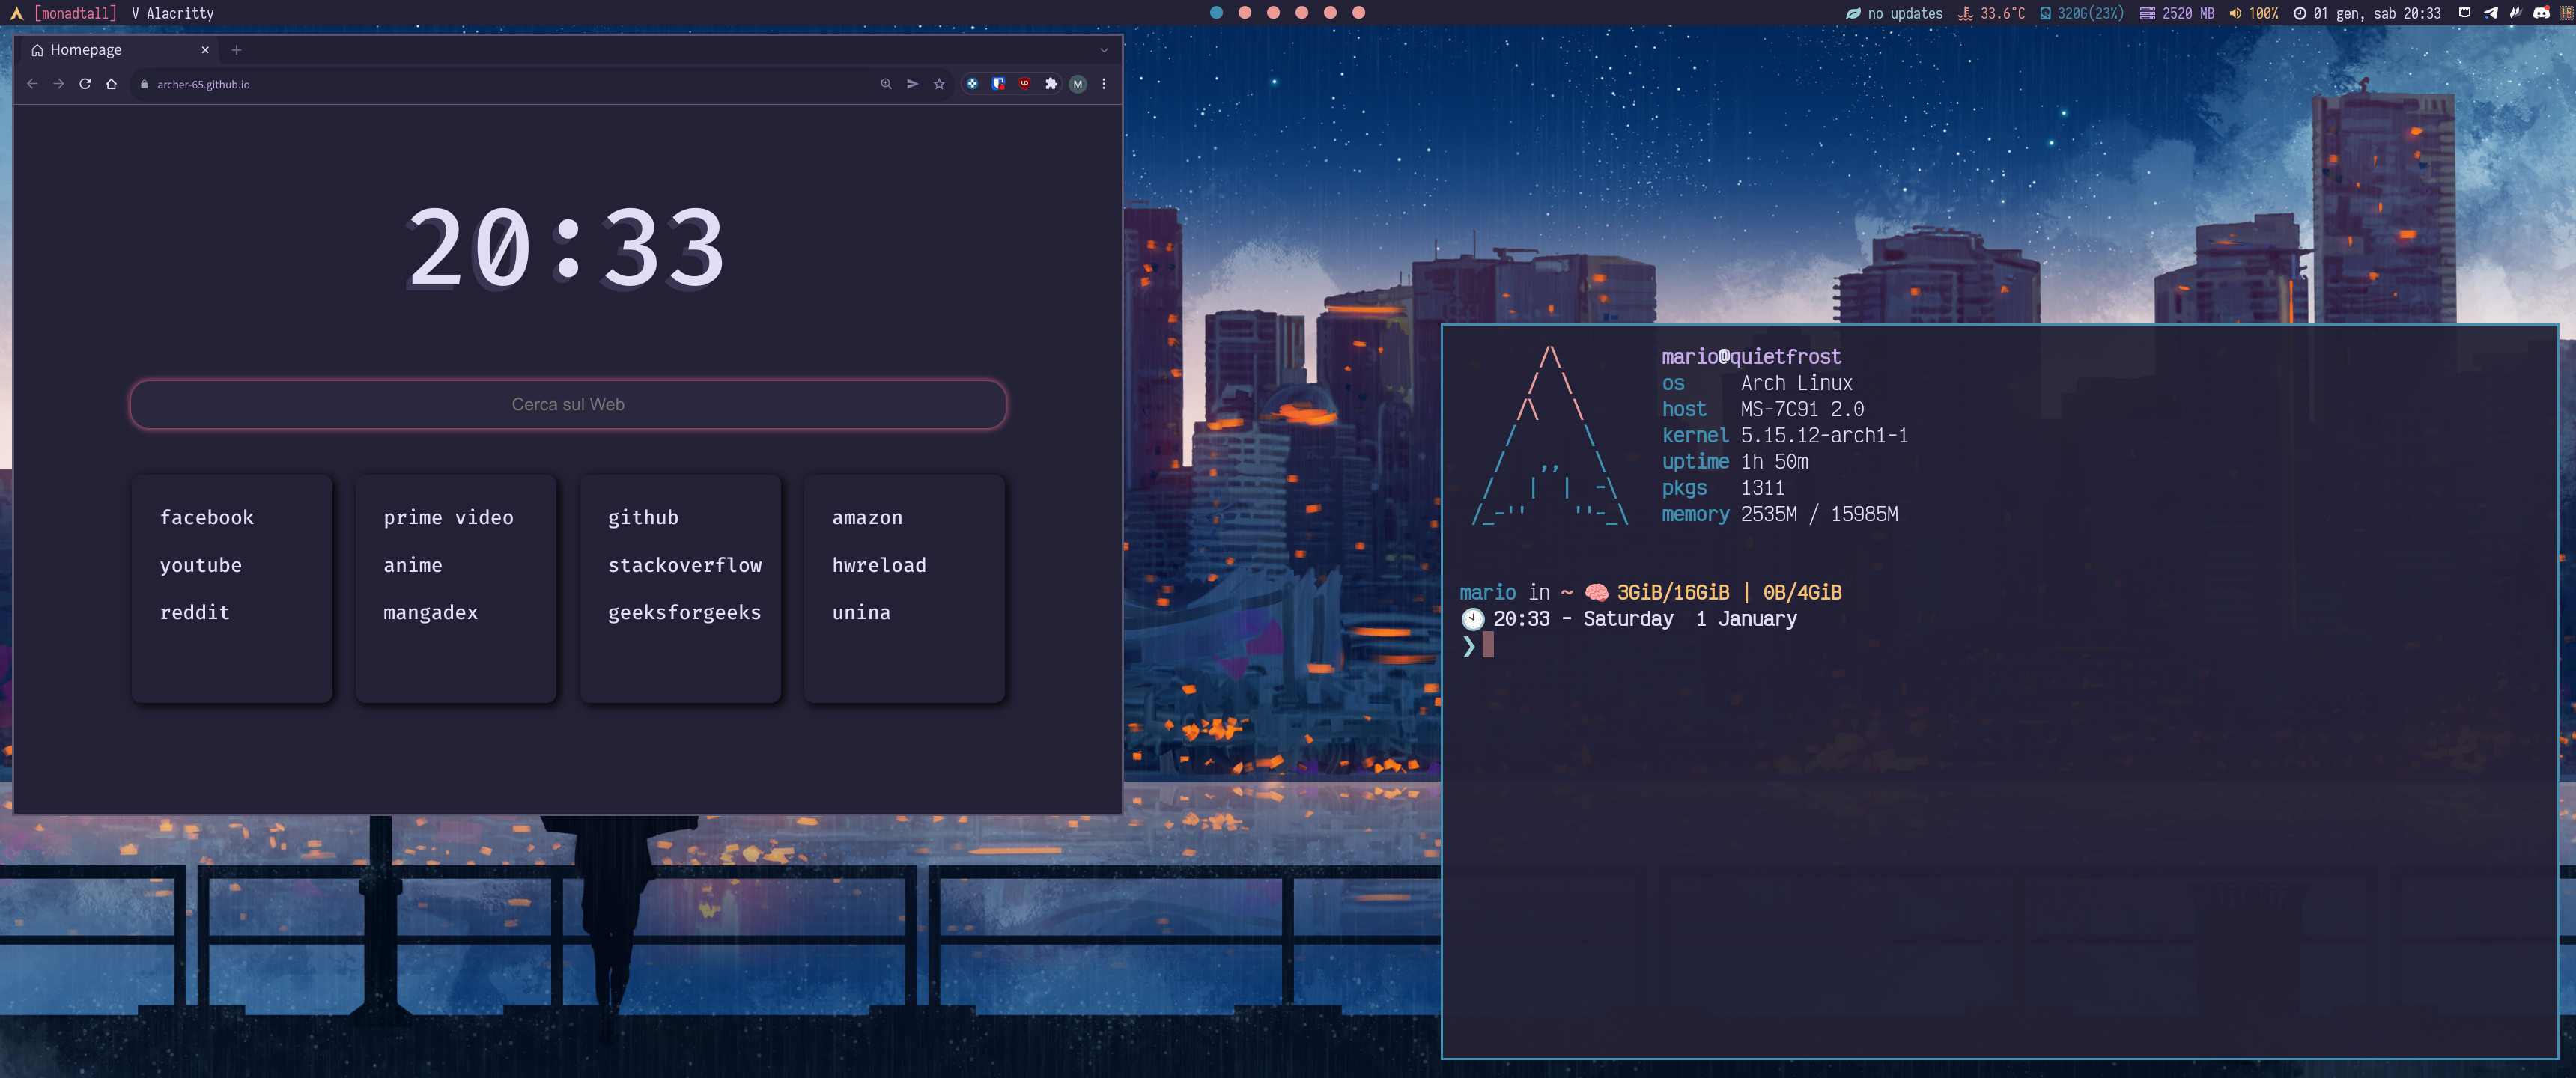 [monadtall] V Alacritty
no updates 33.6°C 320G(23%) 2520 MB 100% 01 gen, sab 20:33
Homepage
archer-65.github.io
M
20:33
Cerca sul Web
facebook
youtube
reddit
prime video
anime
mangadex
github
stackoverflow
geeksforgeeks
amazon
hwreload
unina
mario@quietfrost
os Arch Linux
host MS-7C91 2.0
kernel 5.15.12-arch1-1
uptime 1h 50m
pkgs 1311
memory 2535M / 15985M
mario in ~ 🧠 3GiB/16GiB | 0B/4GiB
🕙 20:33 - Saturday  1 January
❯